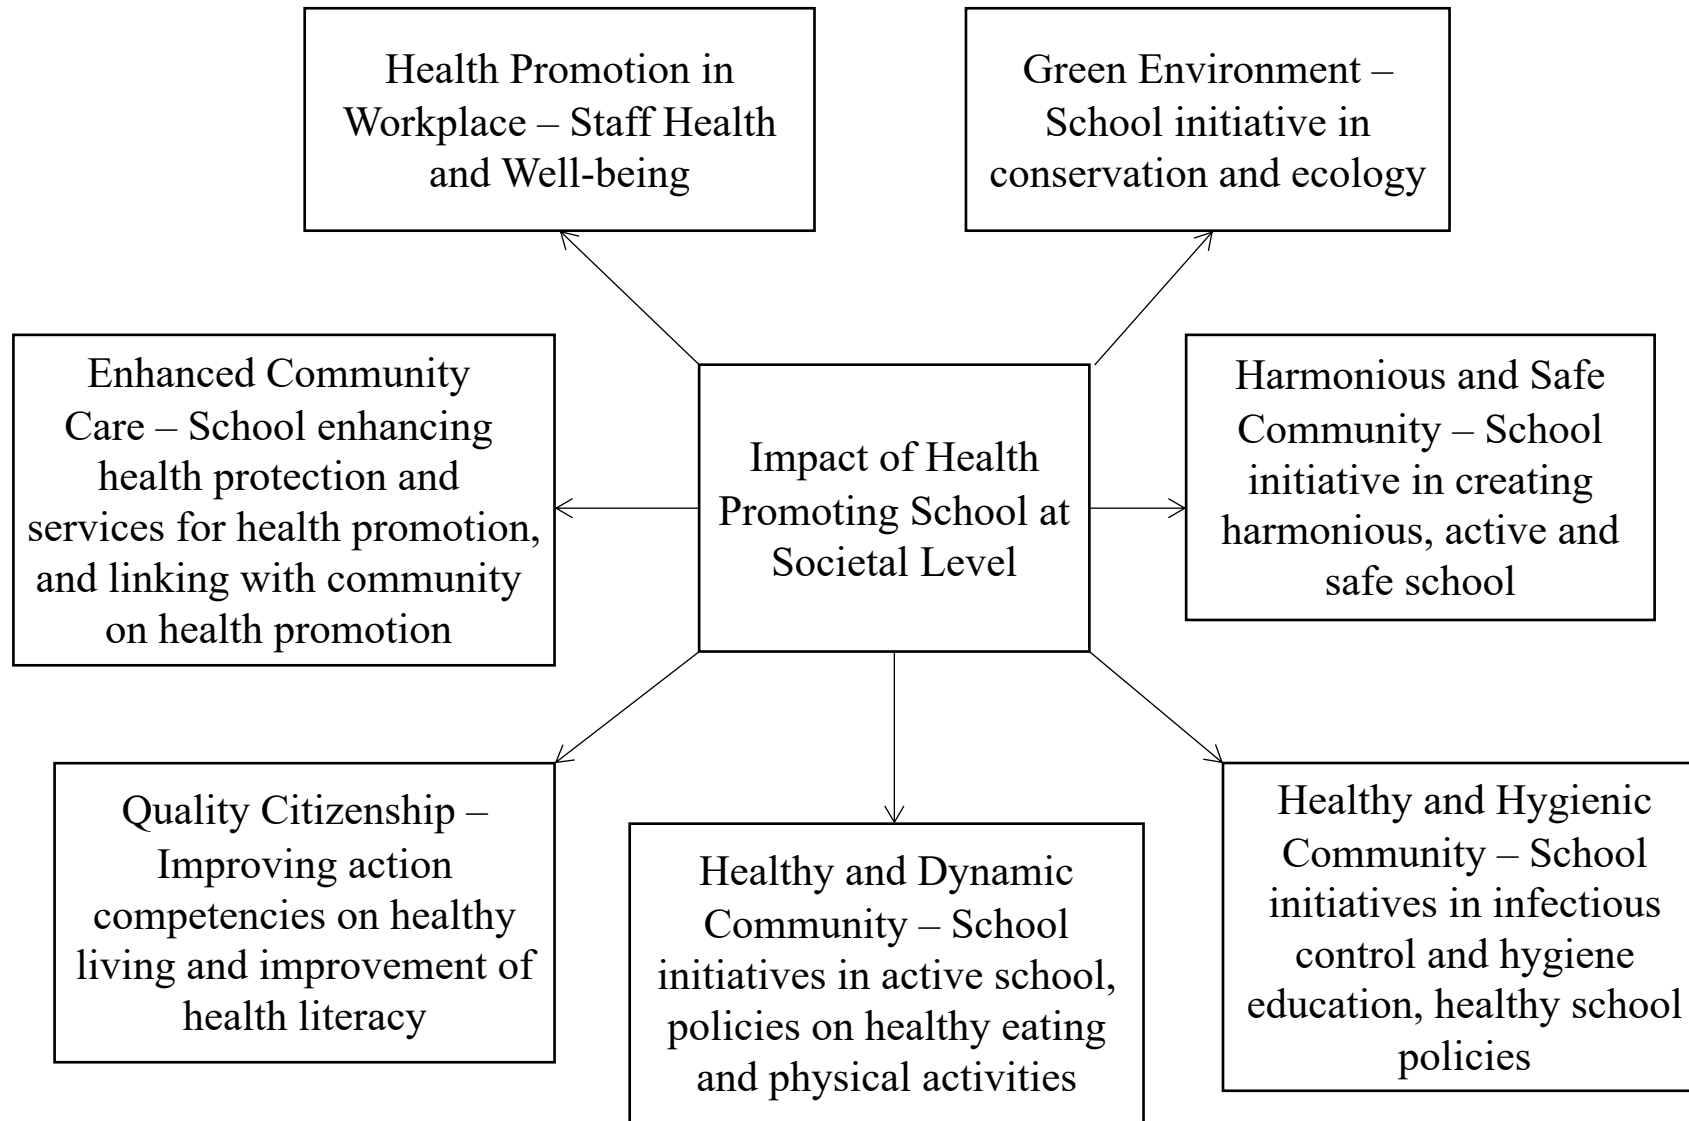 Health Promotion in
Workplace – Staff Health
and Well-being
Green Environment –
School initiative in
conservation and ecology
Enhanced Community
Care – School enhancing
health protection and
services for health promotion,
and linking with community
on health promotion
Impact of Health
Promoting School at
Societal Level
Harmonious and Safe
Community – School
initiative in creating
harmonious, active and
safe school
Quality Citizenship –
Improving action
competencies on healthy
living and improvement of
health literacy
Healthy and Dynamic
Community – School
initiatives in active school,
policies on healthy eating
and physical activities
Healthy and Hygienic
Community – School
initiatives in infectious
control and hygiene
education, healthy school
policies